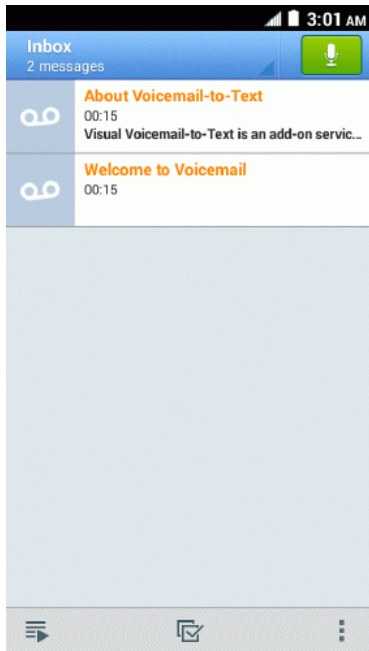 3:01 AM
Inbox
2 messages
About Voicemail-to-Text
00:15
Visual Voicemail-to-Text is an add-on servic...
Welcome to Voicemail
00:15